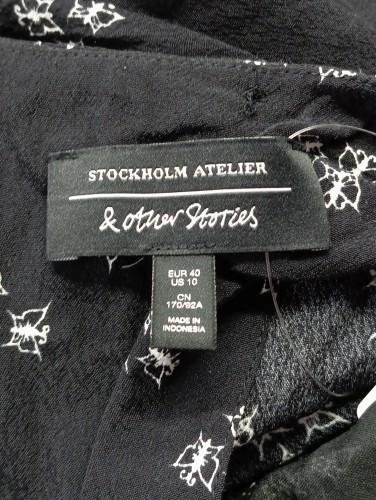 STOCKHOLM ATELIER
& Other Stories
EUR 40
US 10
CN
170/92A
MADE IN
INDONESIA